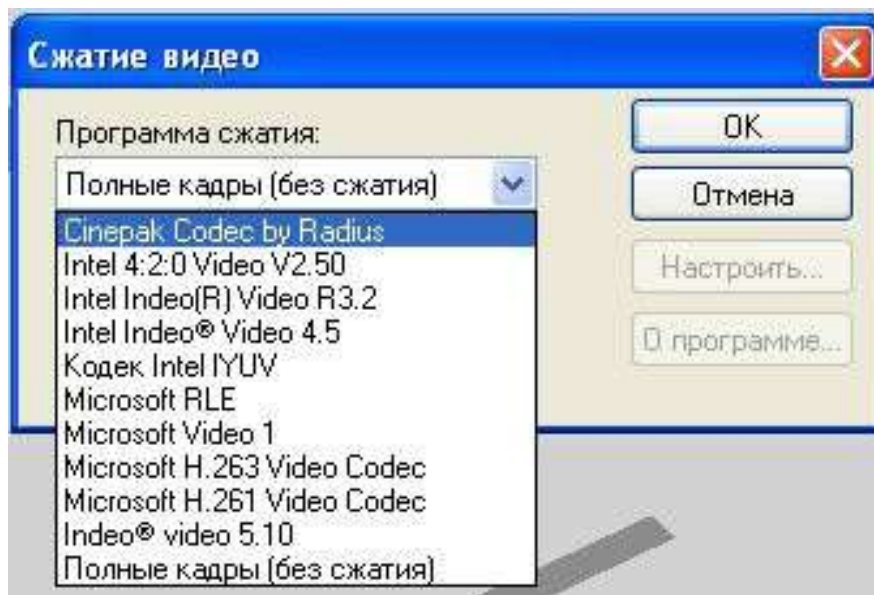 Сжатие видео
Программа сжатия:
Полные кадры (без сжатия)
Cinepak Codec by Radius
Intel 4:2:0 Video V2.50
Intel Indeo(R) Video R3.2
Intel Indeo® Video 4.5
Кодек Intel IYUV
Microsoft RLE
Microsoft Video 1
Microsoft H.263 Video Codec
Microsoft H.261 Video Codec
Indeo® video 5.10
Полные кадры (без сжатия)
OK
Отмена
Настроить...
О программе...